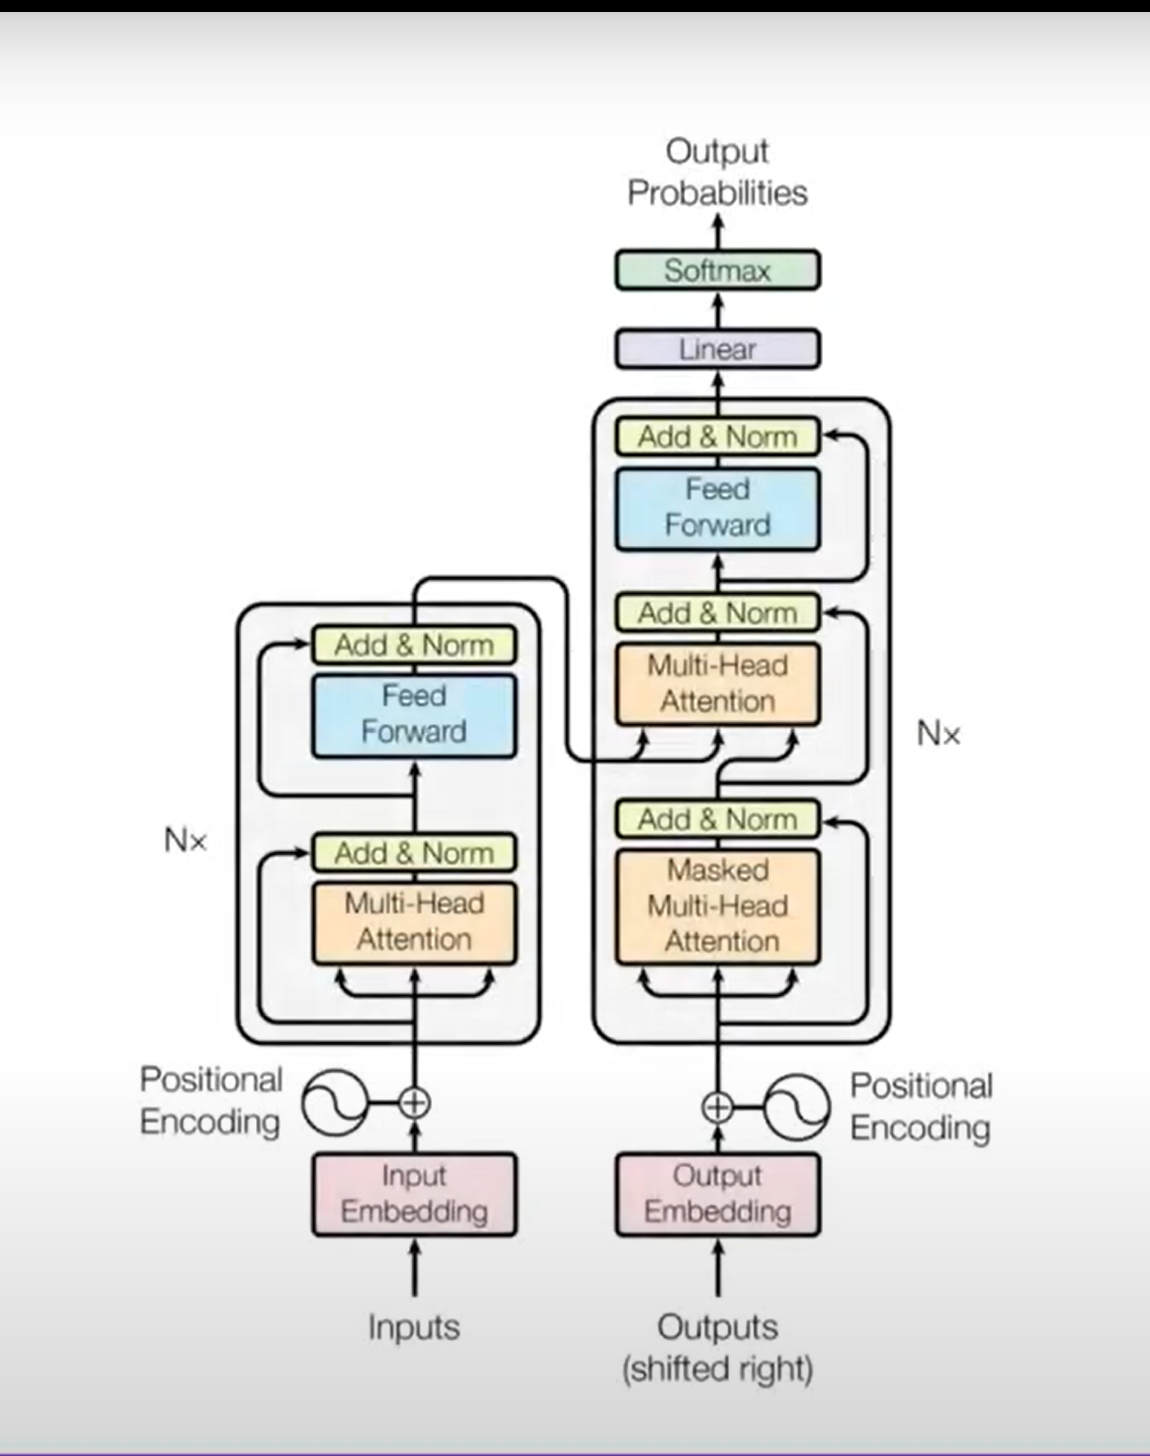 Output
Probabilities
Softmax
Linear
Add & Norm
Feed
Forward
Add & Norm
Multi-Head
Attention
Nx
Add & Norm
Masked
Multi-Head
Attention
Add & Norm
Feed
Forward
Nx
Add & Norm
Multi-Head
Attention
Positional
Encoding
Positional
Encoding
Input
Embedding
Output
Embedding
Inputs
Outputs
(shifted right)